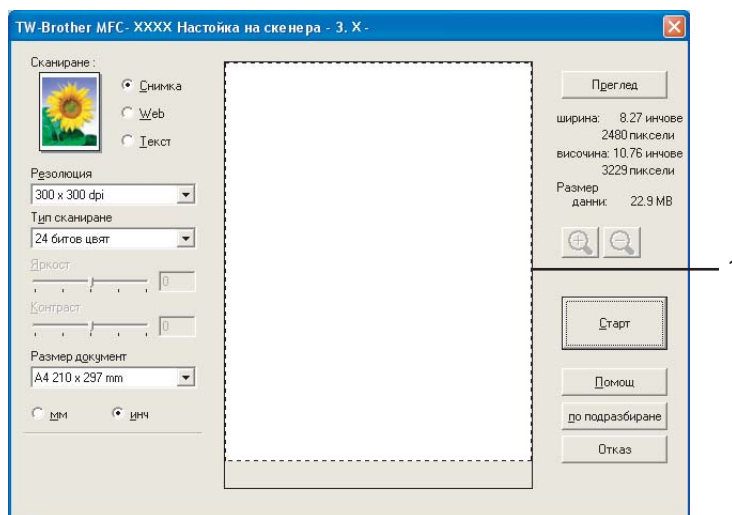 TW-Brother MFC- XXXX Настойка на скенера - 3. X -
Сканиране :
Снимка
Web
Текст
Резолюция
300 x 300 dpi
Тип сканиране
24 битов цвят
Яркост
0
Контраст
0
Размер документ
A4 210 x 297 mm
мм
инч
Преглед
ширина: 8.27 инчове
2480 пиксели
височина: 10.76 инчове
3229 пиксели
Размер
данни: 22.9 MB
1
Старт
Помощ
по подразбиране
Отказ